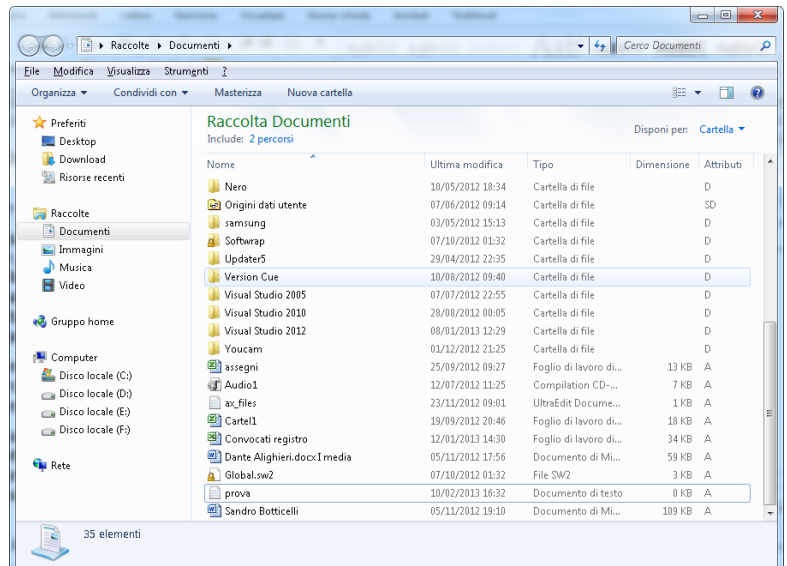 Raccolte ▸ Documenti ▸ Cerca Documenti
File Modifica Visualizza Strumenti ?
Organizza Condividi con Masterizza Nuova cartella
Preferiti
Desktop
Download
Risorse recenti
Raccolte
Documenti
Immagini
Musica
Video
Gruppo home
Computer
Disco locale (C:)
Disco locale (D:)
Disco locale (E:)
Disco locale (F:)
Rete
Raccolta Documenti
Include: 2 percorsi
Disponi per: Cartella
Nome Ultima modifica Tipo Dimensione Attributi
Nero 10/05/2012 18:34 Cartella di file D
Origini dati utente 07/06/2012 09:14 Cartella di file SD
samsung 03/05/2012 15:13 Cartella di file D
Softwrap 07/10/2012 01:32 Cartella di file D
Updater5 29/04/2012 22:35 Cartella di file D
Version Cue 10/08/2012 09:40 Cartella di file D
Visual Studio 2005 07/07/2012 22:55 Cartella di file D
Visual Studio 2010 28/08/2012 00:05 Cartella di file D
Visual Studio 2012 08/01/2013 12:29 Cartella di file D
Youcam 01/12/2012 21:25 Cartella di file D
assegni 25/09/2012 09:27 Foglio di lavoro di... 13 KB A
Audio1 12/07/2012 11:25 Compilation CD-... 7 KB A
ax_files 23/11/2012 09:01 UltraEdit Docume... 1 KB A
Cartel1 19/09/2012 20:46 Foglio di lavoro di... 18 KB A
Convocati registro 12/01/2013 14:30 Foglio di lavoro di... 34 KB A
Dante Alighieri.docx I media 05/11/2012 17:56 Documento di Mi... 59 KB A
Global.sw2 07/10/2012 01:32 File SW2 3 KB A
prova 10/02/2013 16:32 Documento di testo 0 KB A
Sandro Botticelli 05/11/2012 19:10 Documento di Mi... 109 KB A
35 elementi